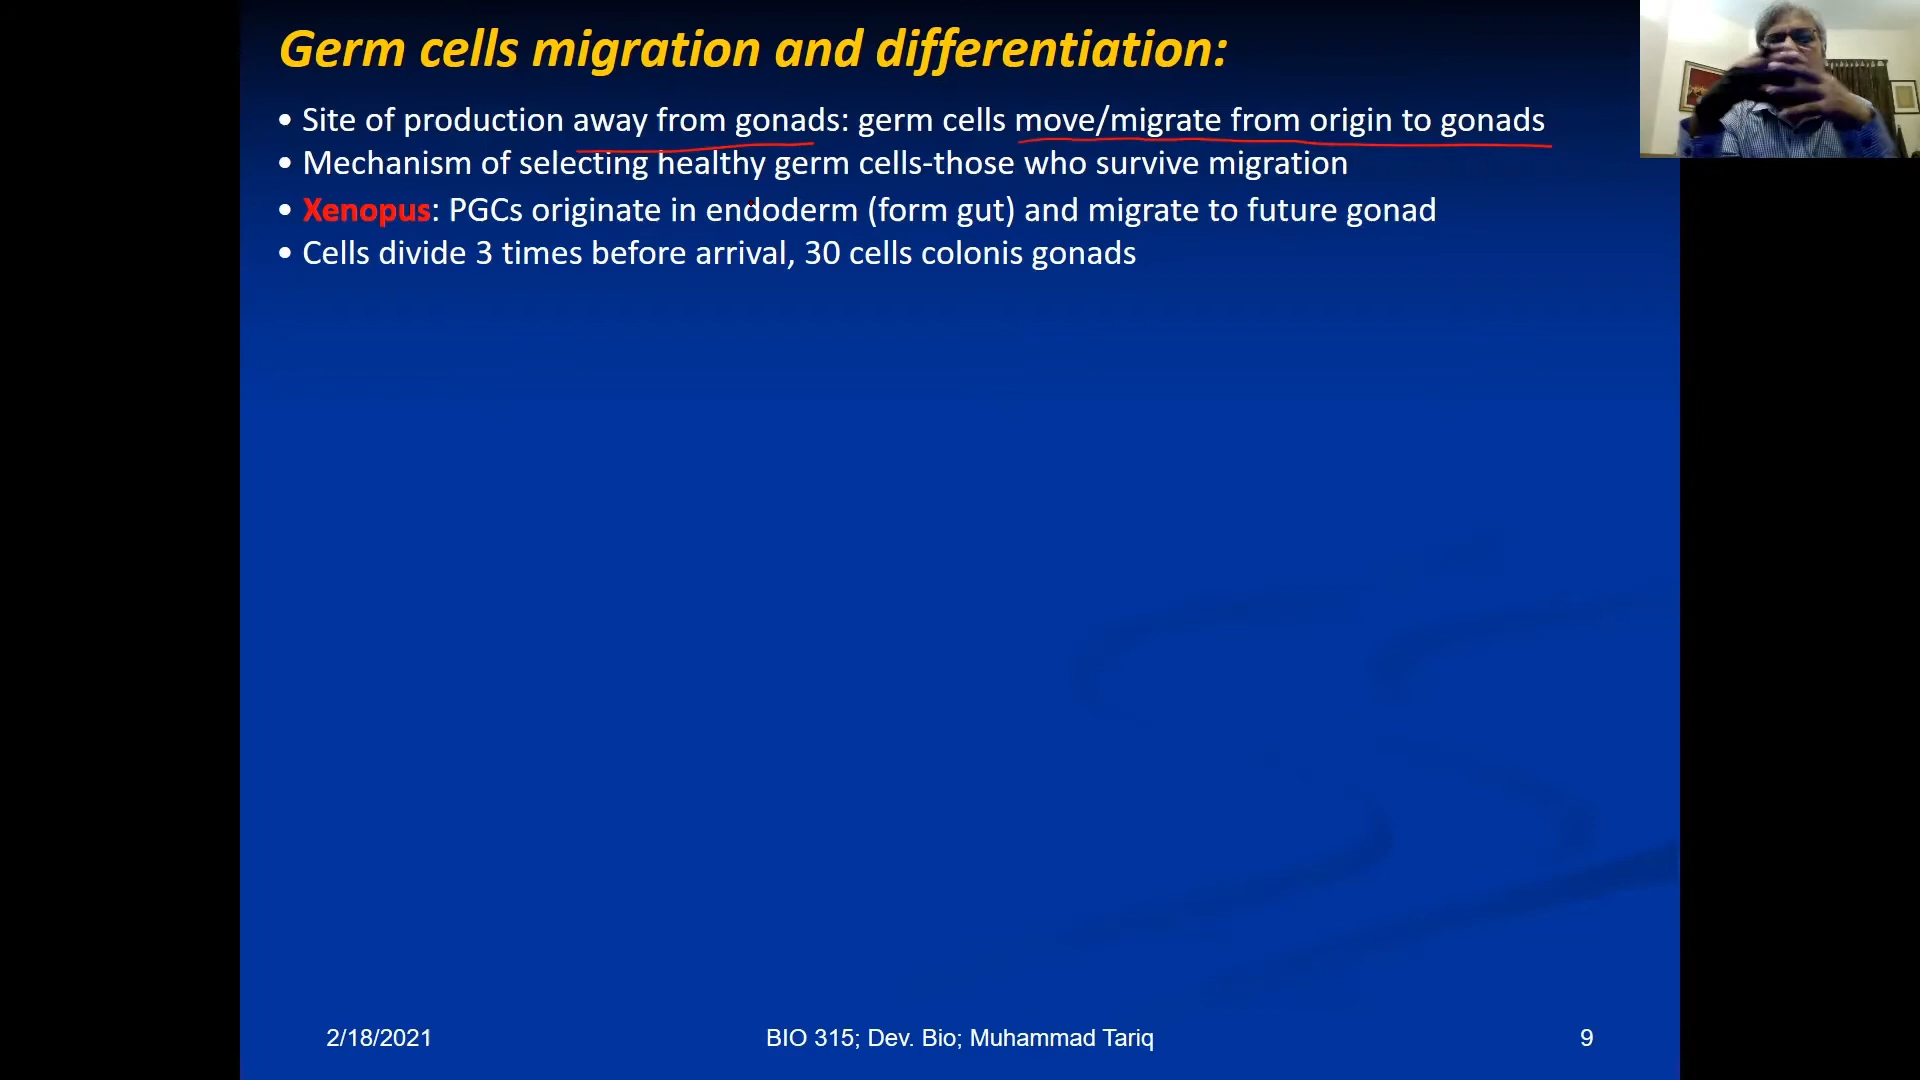 Germ cells migration and differentiation:
• Site of production away from gonads: germ cells move/migrate from origin to gonads
• Mechanism of selecting healthy germ cells-those who survive migration
• Xenopus: PGCs originate in endoderm (form gut) and migrate to future gonad
• Cells divide 3 times before arrival, 30 cells colonis gonads
2/18/2021 BIO 315; Dev. Bio; Muhammad Tariq 9